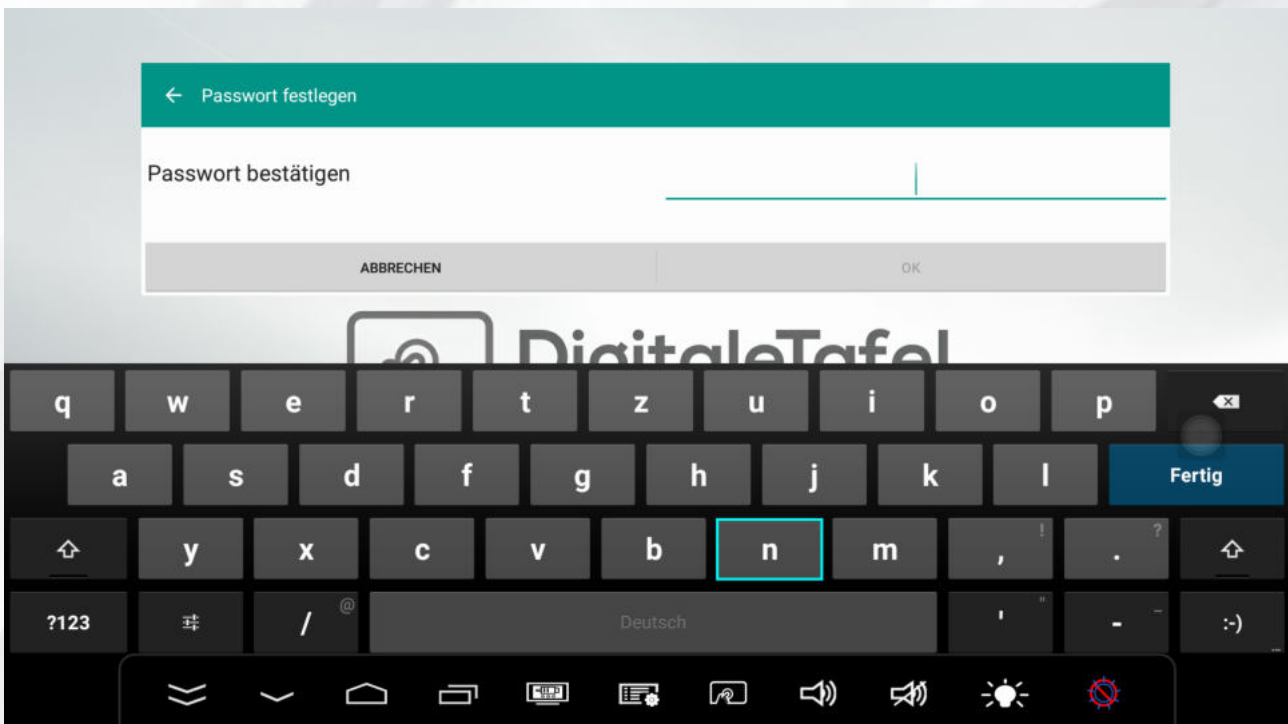 Passwort festlegen
Passwort bestätigen
ABBRECHEN OK
DigitaleTafel
q w e r t z u i o p
a s d f g h j k l Fertig
y x c v b n m , ! . ?
?123 / @ Deutsch ' " - _ :-) ...